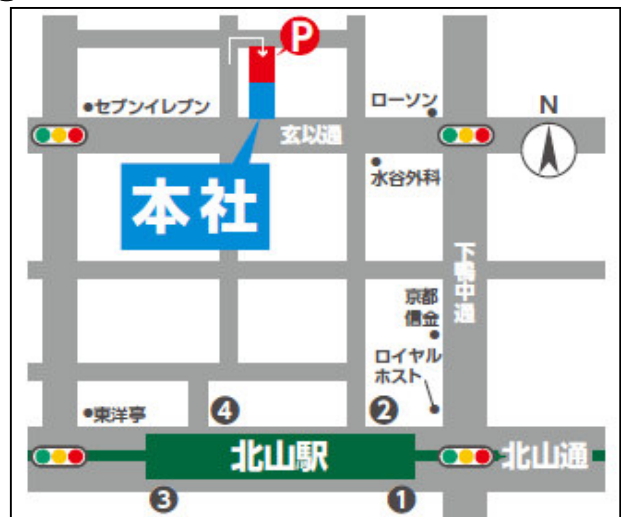 P
セブンイレブン
ローソン
N
玄以通
本社
水谷外科
下鴨中通
京都
信金
ロイヤル
ホスト
東洋亭
④
②
北山駅
北山通
③
①